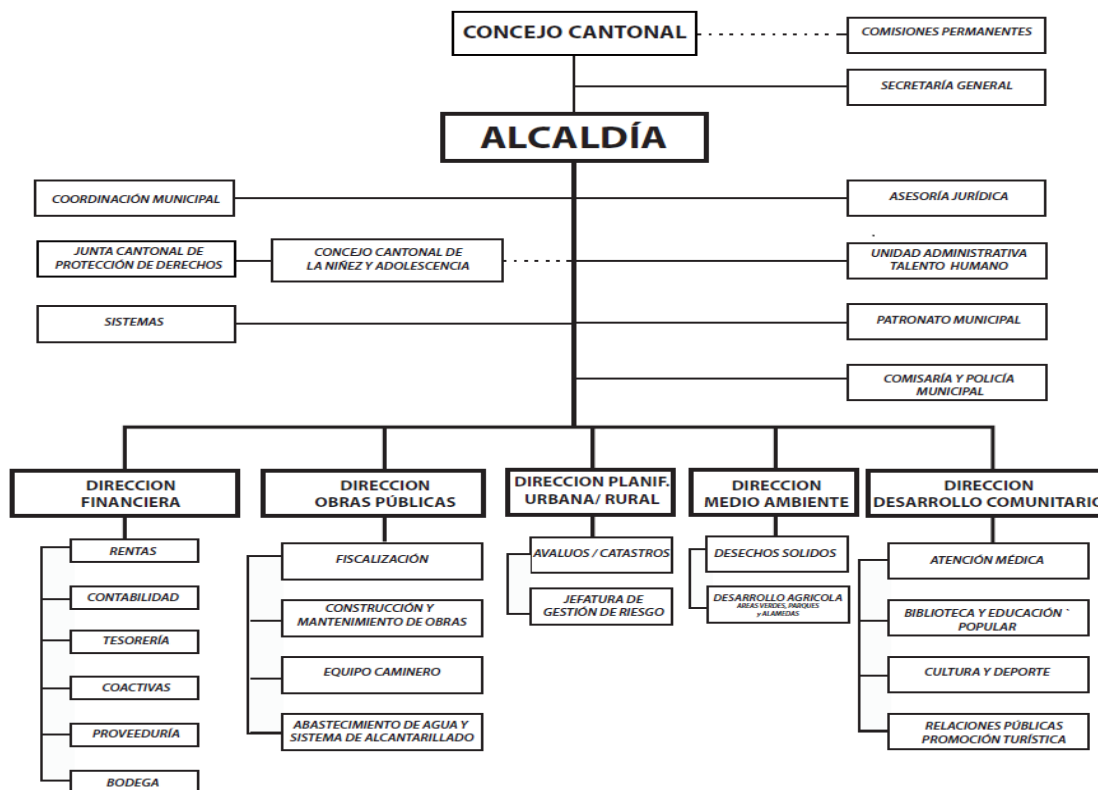 CONCEJO CANTONAL
COMISIONES PERMANENTES
SECRETARÍA GENERAL
ALCALDÍA
COORDINACIÓN MUNICIPAL
ASESORÍA JURÍDICA
JUNTA CANTONAL DE
PROTECCIÓN DE DERECHOS
CONCEJO CANTONAL DE
LA NIÑEZ Y ADOLESCENCIA
UNIDAD ADMINISTRATIVA
TALENTO HUMANO
SISTEMAS
PATRONATO MUNICIPAL
COMISARÍA Y POLICÍA
MUNICIPAL
DIRECCION
FINANCIERA
RENTAS
CONTABILIDAD
TESORERÍA
COACTIVAS
PROVEEDURÍA
BODEGA
DIRECCION
OBRAS PÚBLICAS
FISCALIZACIÓN
CONSTRUCCIÓN Y
MANTENIMIENTO DE OBRAS
EQUIPO CAMINERO
ABASTECIMIENTO DE AGUA Y
SISTEMA DE ALCANTARILLADO
DIRECCION PLANIF.
URBANA/ RURAL
AVALUOS / CATASTROS
JEFATURA DE
GESTIÓN DE RIESGO
DIRECCION
MEDIO AMBIENTE
DESECHOS SOLIDOS
DESARROLLO AGRICOLA
AREAS VERDES, PARQUES
y ALAMEDAS
DIRECCION
DESARROLLO COMUNITARIO
ATENCIÓN MÉDICA
BIBLIOTECA Y EDUCACIÓN `
POPULAR
CULTURA Y DEPORTE
RELACIONES PÚBLICAS
PROMOCIÓN TURÍSTICA